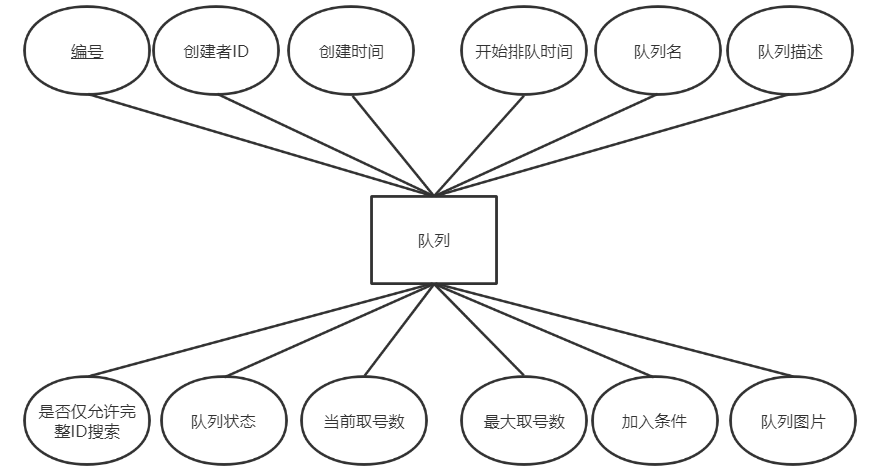 编号
创建者ID
创建时间
开始排队时间
队列名
队列描述
队列
是否仅允许完
整ID搜索
队列状态
当前取号数
最大取号数
加入条件
队列图片